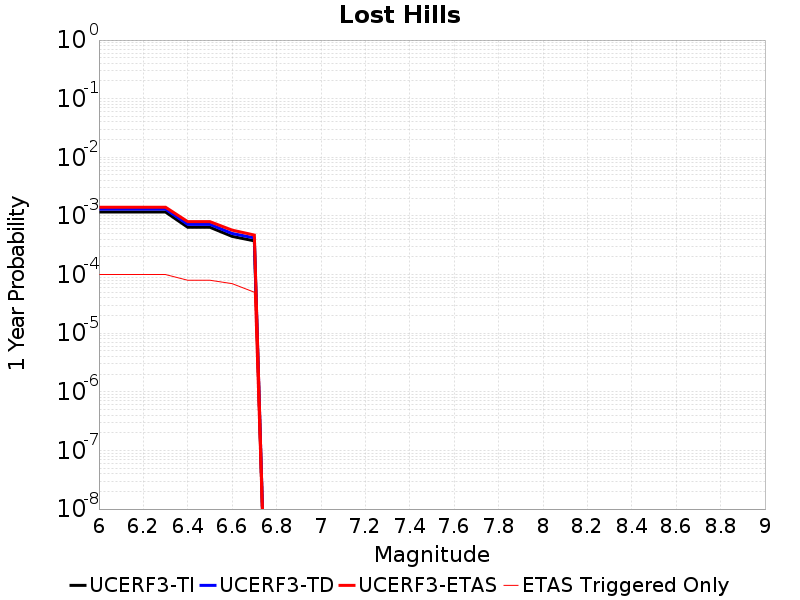 Lost Hills
1 Year Probability
10^0
10^-1
10^-2
10^-3
10^-4
10^-5
10^-6
10^-7
10^-8
6 6.2 6.4 6.6 6.8 7 7.2 7.4 7.6 7.8 8 8.2 8.4 8.6 8.8 9
Magnitude
UCERF3-TI UCERF3-TD UCERF3-ETAS ETAS Triggered Only